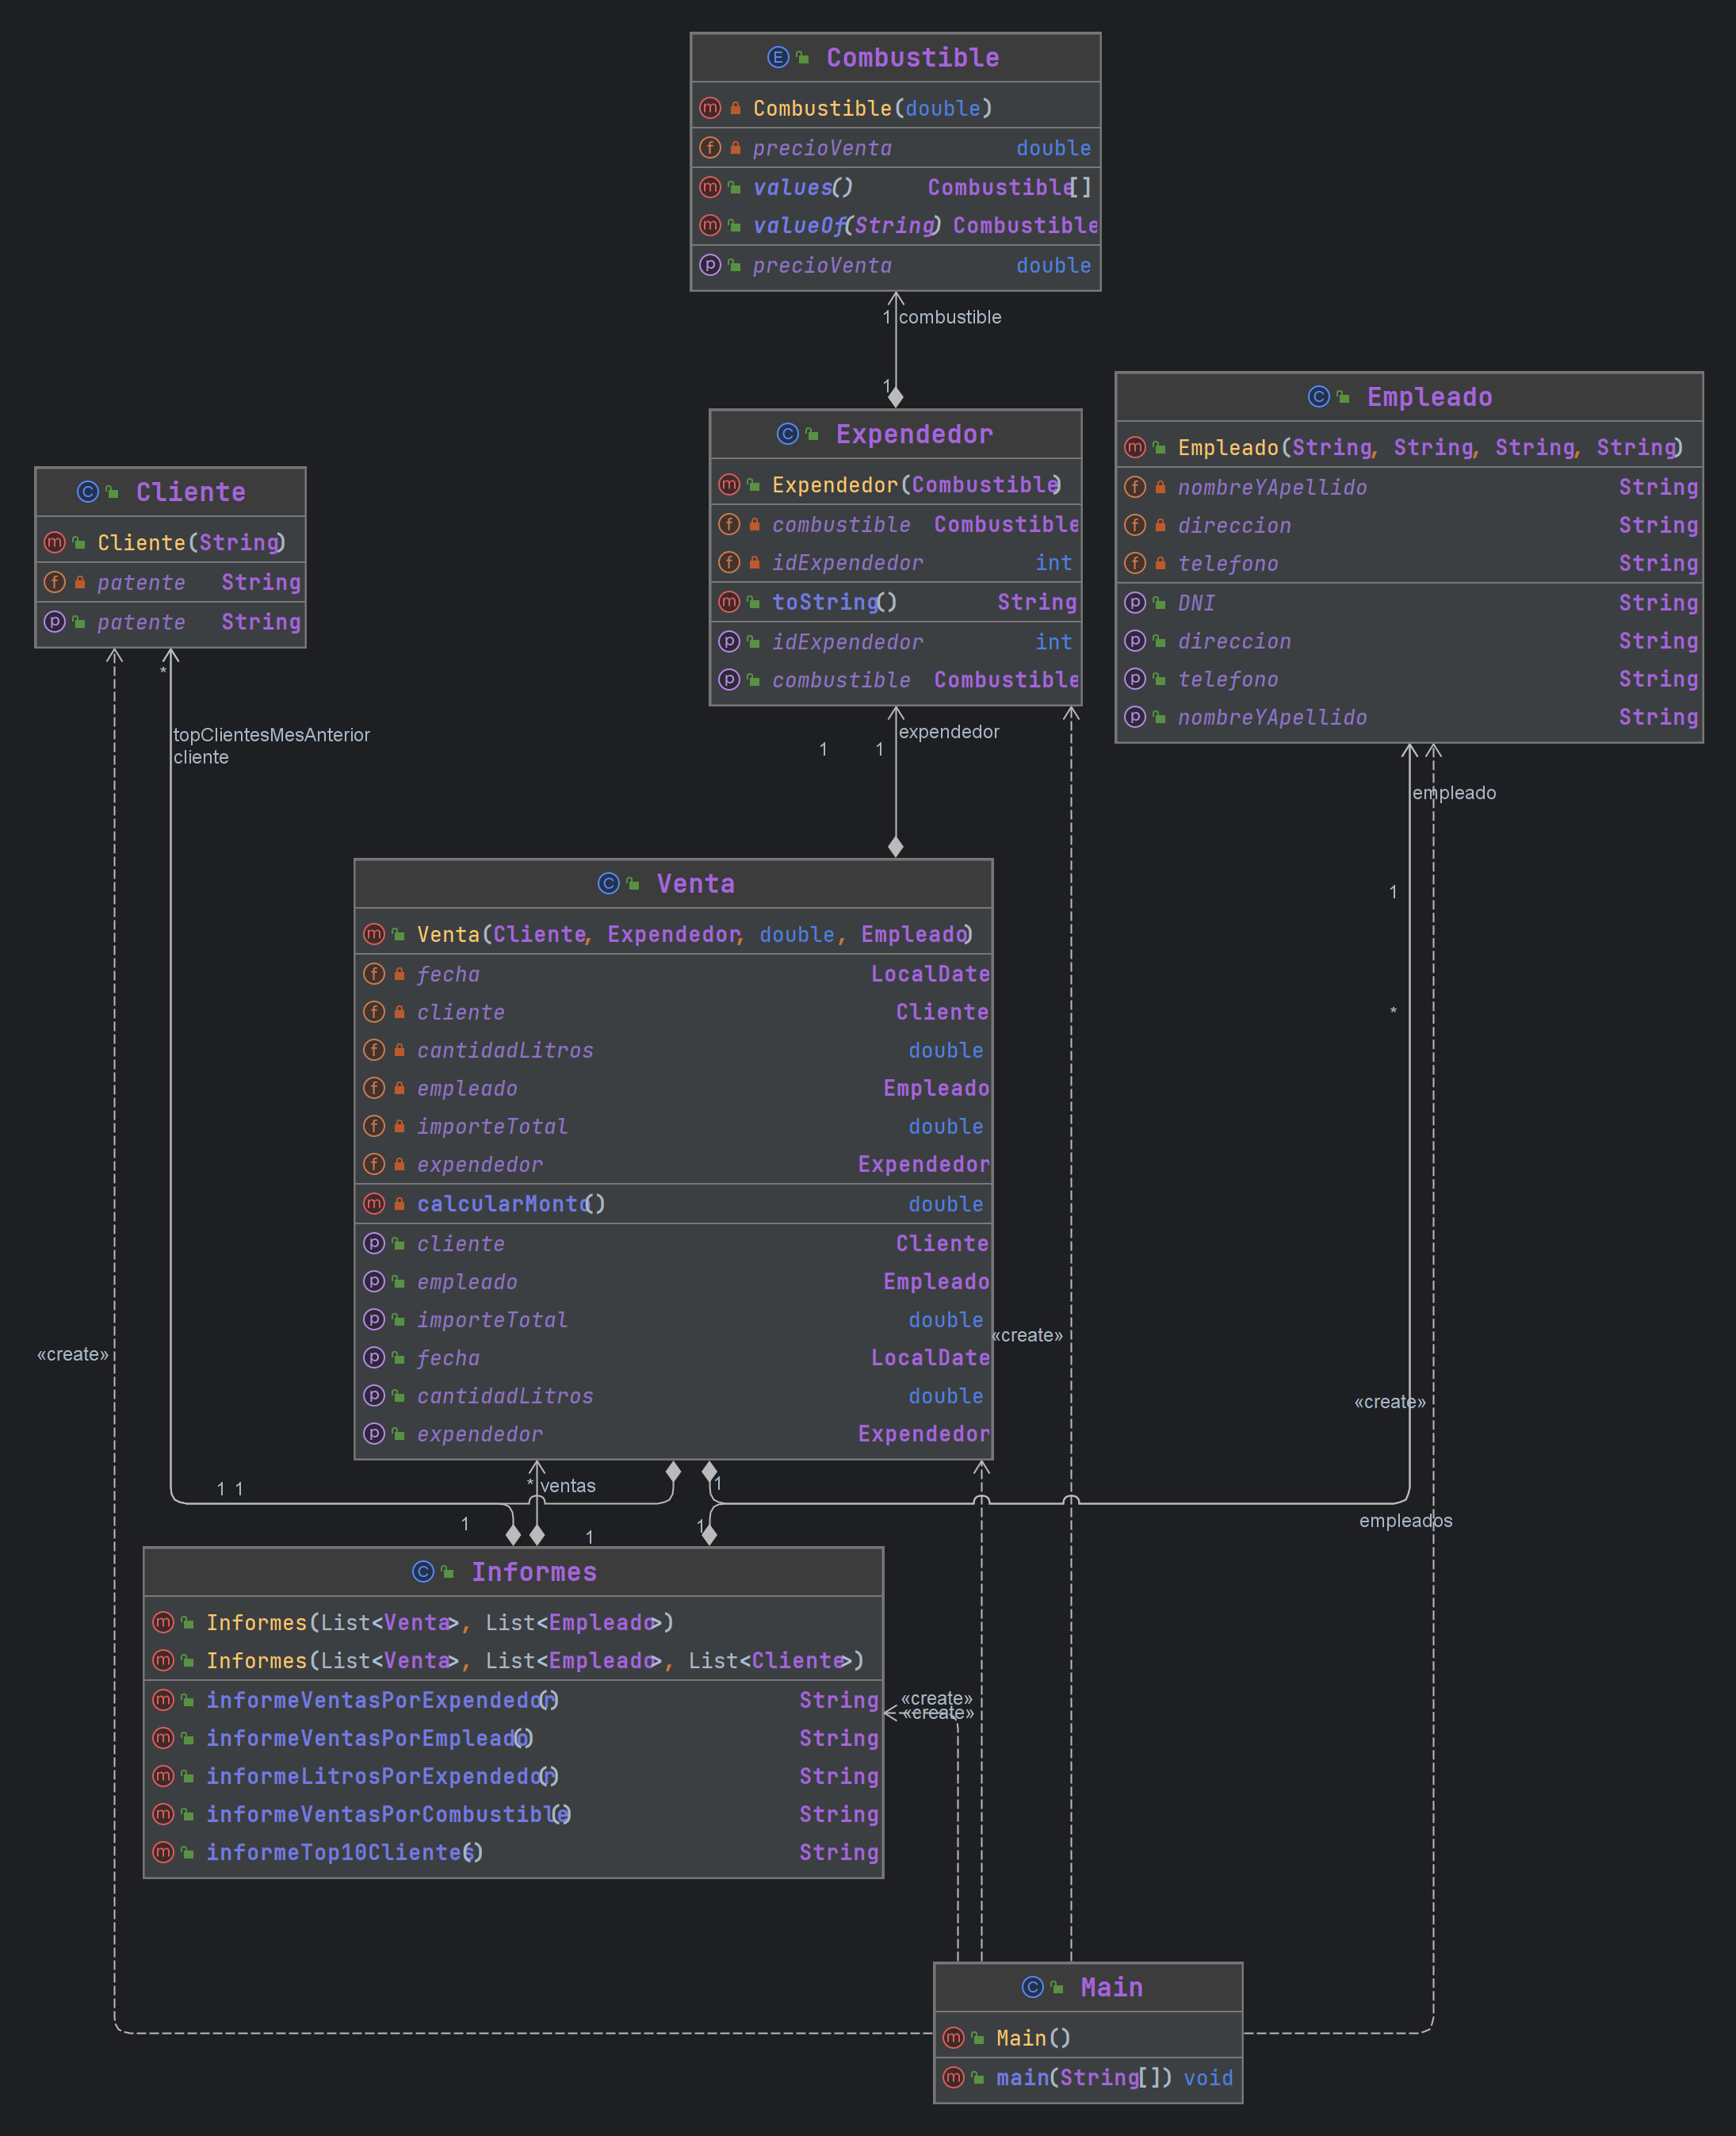 Combustible
Combustible(double)
precioVenta double
values() Combustible[]
valueOf(String) Combustible
precioVenta double
1 combustible
1
Empleado
Empleado(String, String, String, String)
nombreYApellido String
direccion String
telefono String
DNI String
direccion String
telefono String
nombreYApellido String
Expendedor
Expendedor(Combustible)
combustible Combustible
idExpendedor int
toString() String
idExpendedor int
combustible Combustible
Cliente
Cliente(String)
patente String
patente String
*
topClientesMesAnterior
cliente
expendedor
1 1
empleado
1
*
Venta
Venta(Cliente, Expendedor, double, Empleado)
fecha LocalDate
cliente Cliente
cantidadLitros double
empleado Empleado
importeTotal double
expendedor Expendedor
calcularMonto() double
cliente Cliente
empleado Empleado
importeTotal double
fecha LocalDate
cantidadLitros double
expendedor Expendedor
«create»
«create»
«create»
1 1
* ventas
1
1
1
1
empleados
Informes
Informes(List<Venta>, List<Empleado>)
Informes(List<Venta>, List<Empleado>, List<Cliente>)
informeVentasPorExpendedor() String
informeVentasPorEmpleado() String
informeLitrosPorExpendedor() String
informeVentasPorCombustible() String
informeTop10Clientes() String
«create»
«create»
Main
Main()
main(String[]) void